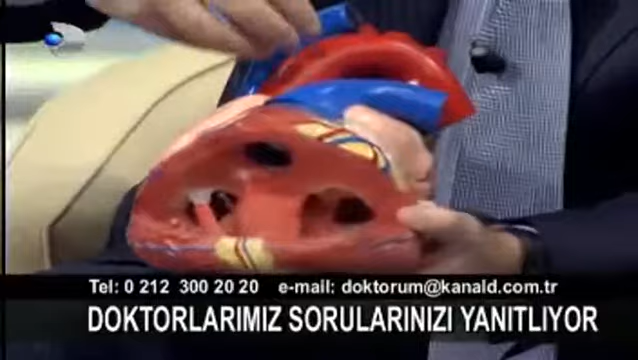 Tel: 0 212 300 20 20 e-mail: doktorum@kanald.com.tr
DOKTORLARIMIZ SORULARINIZI YANITLIYOR